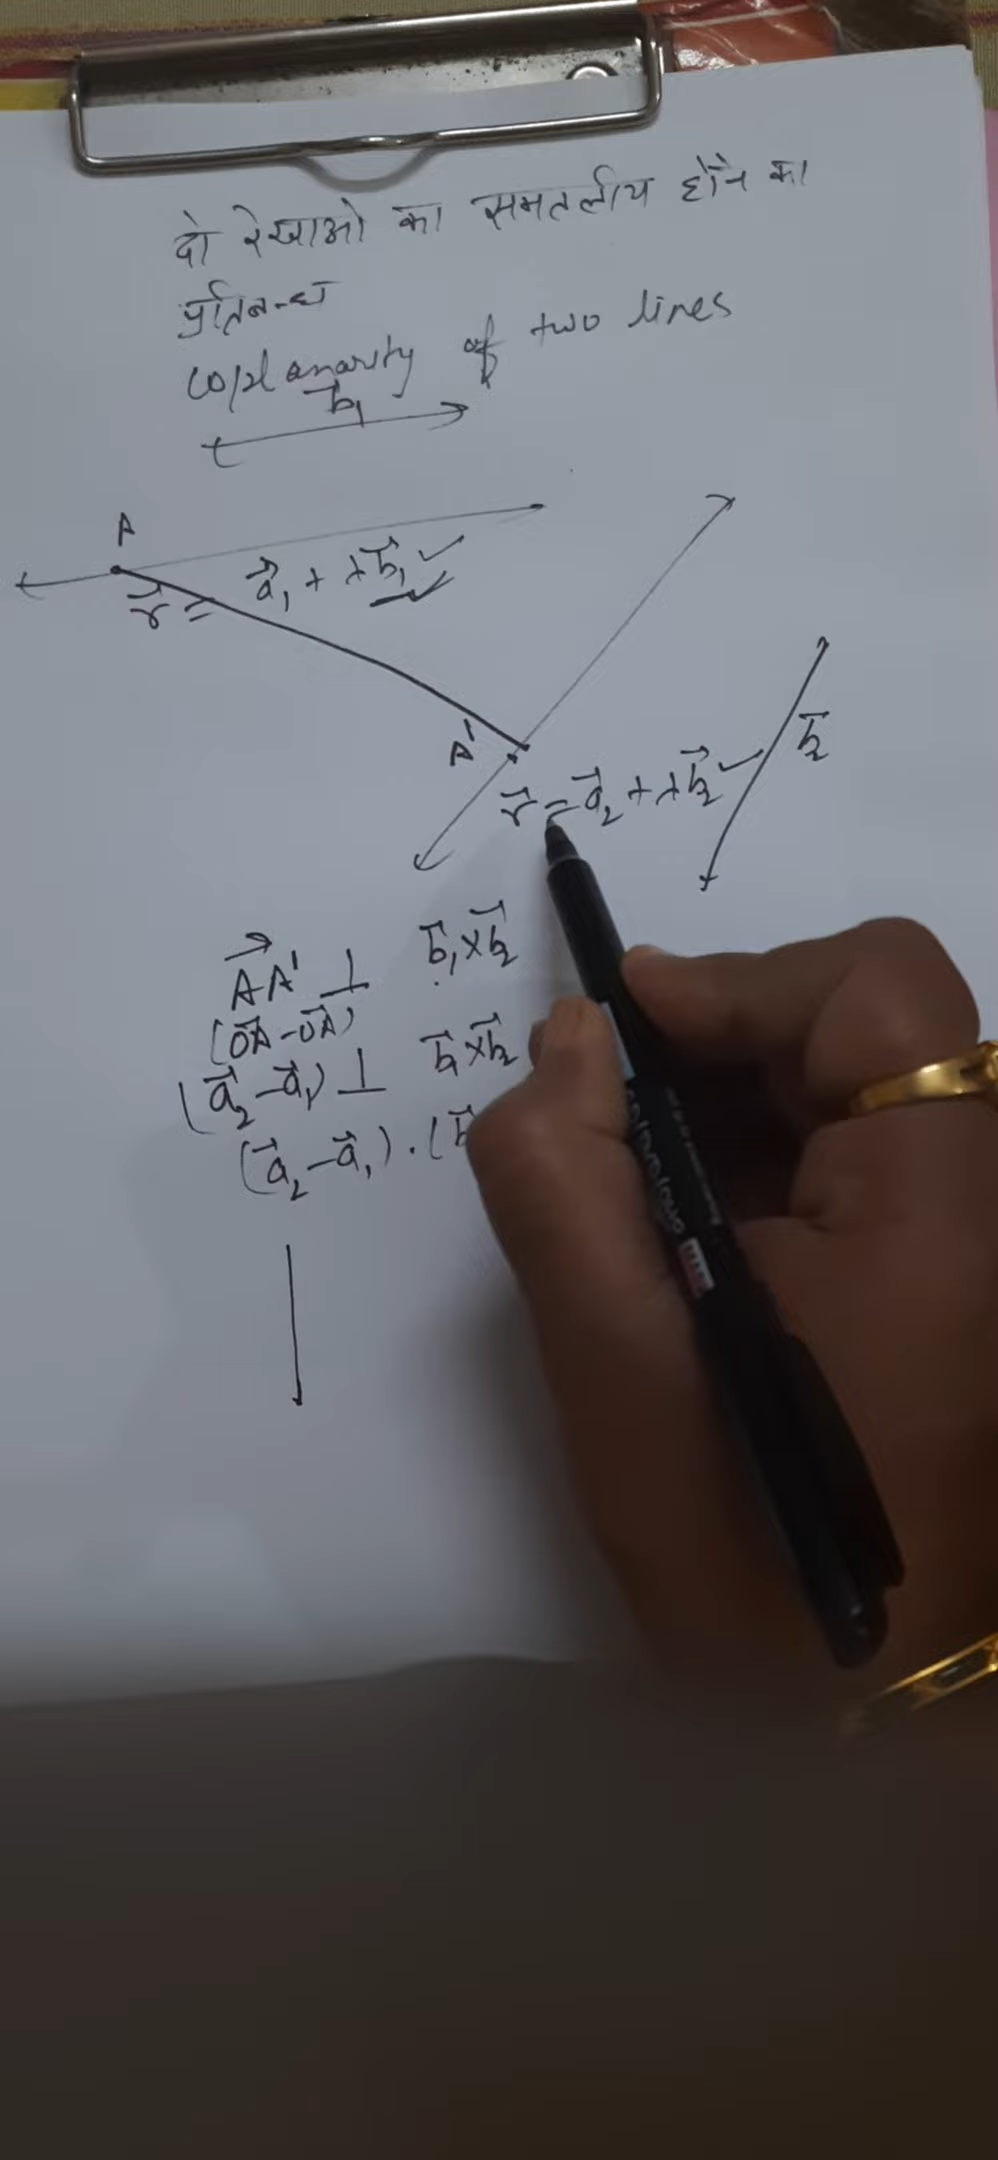 दो रेखाओ का समतलीय होने का
प्रतिबन्ध
coplanarity of two lines
b⃗₁
A
r⃗ = a⃗₁ + λb⃗₁ ✓
A'
r⃗ = a⃗₂ + λb⃗₂ ✓
b̅₂
AA'⃗ ⊥ b̅₁×b̅₂
(OA⃗ - OA⃗)
(a⃗₂ - a⃗₁) ⊥ b̅₁×b̅₂
(a⃗₂ - a⃗₁) . (b̅